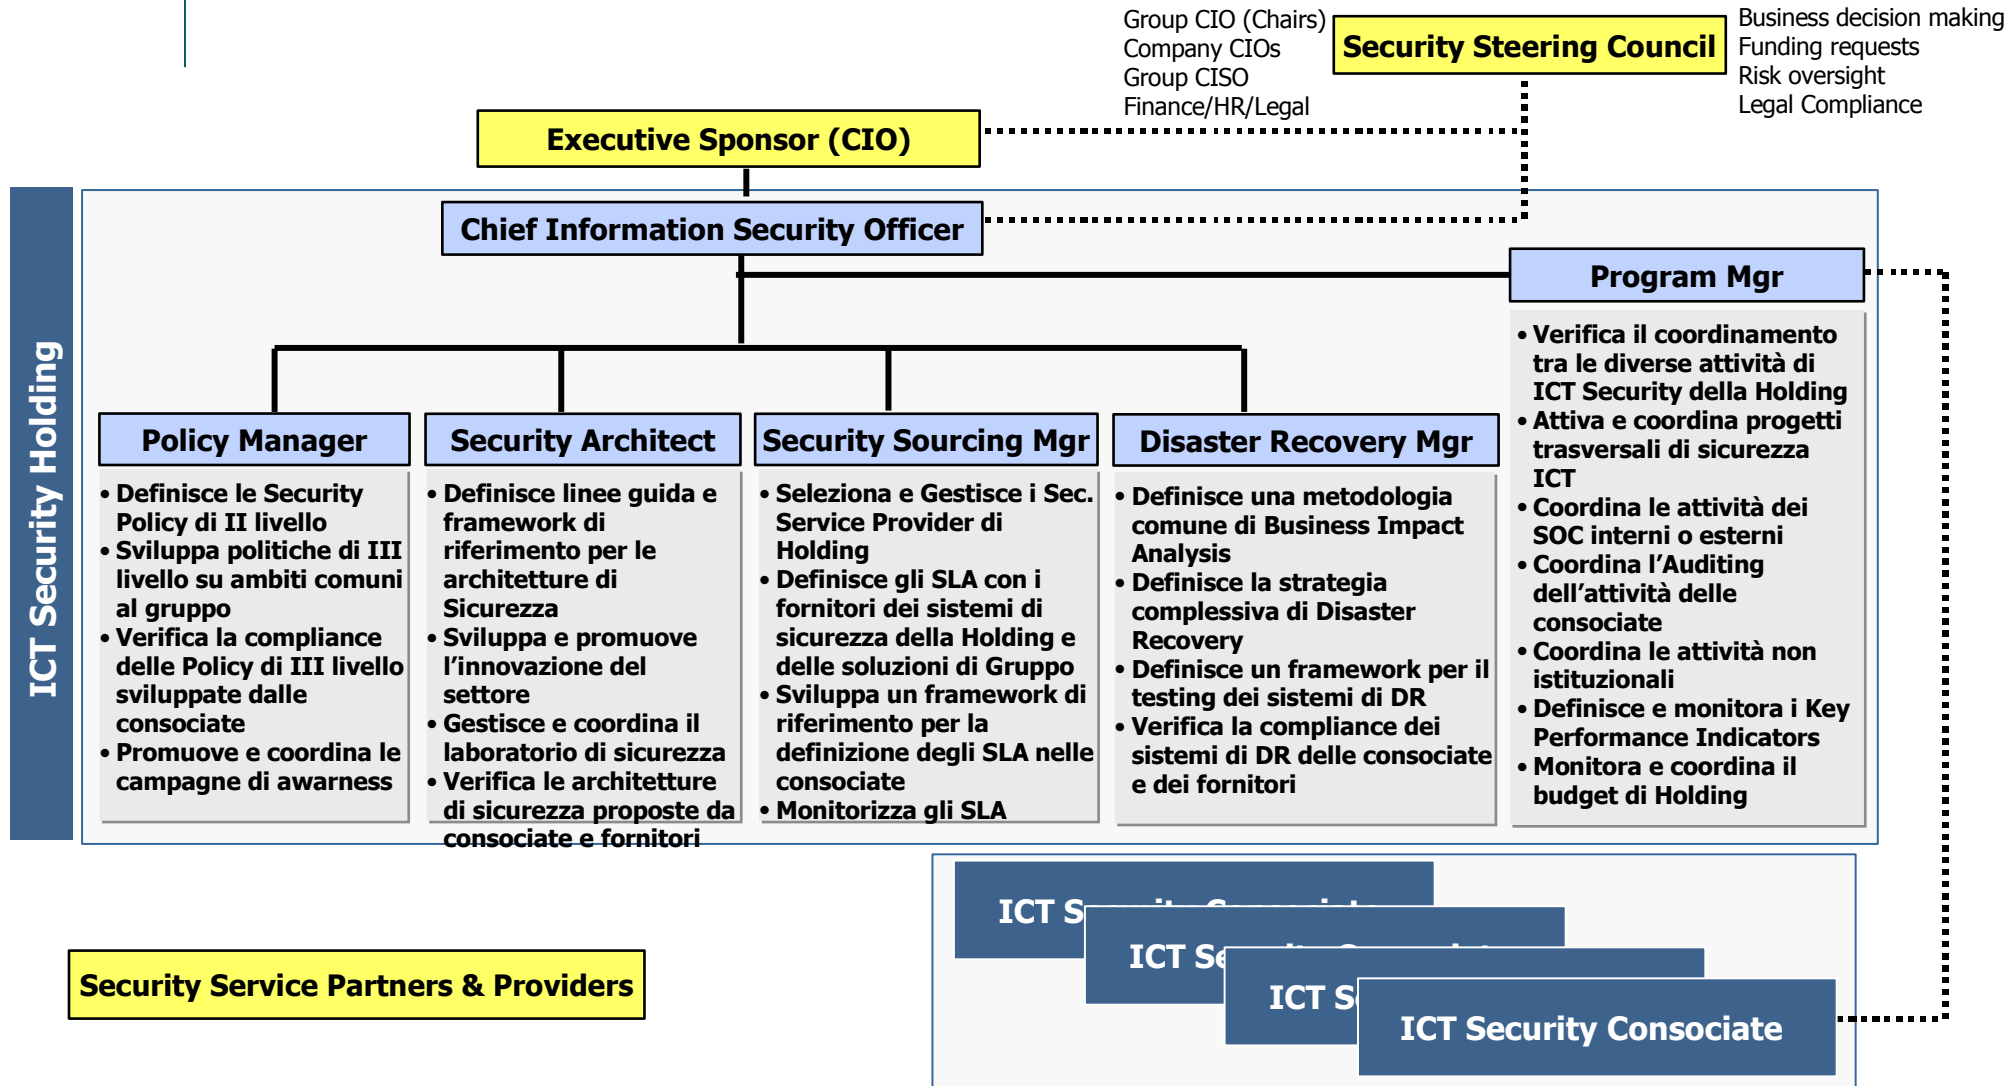 Group CIO (Chairs)
Company CIOs
Group CISO
Finance/HR/Legal
Security Steering Council
Business decision making
Funding requests
Risk oversight
Legal Compliance
Executive Sponsor (CIO)
ICT Security Holding
Chief Information Security Officer
Program Mgr
• Verifica il coordinamento
tra le diverse attività di
ICT Security della Holding
• Attiva e coordina progetti
trasversali di sicurezza
ICT
• Coordina le attività dei
SOC interni o esterni
• Coordina l’Auditing
dell’attività delle
consociate
• Coordina le attività non
istituzionali
• Definisce e monitora i Key
Performance Indicators
• Monitora e coordina il
budget di Holding
Policy Manager
• Definisce le Security
Policy di II livello
• Sviluppa politiche di III
livello su ambiti comuni
al gruppo
• Verifica la compliance
delle Policy di III livello
sviluppate dalle
consociate
• Promuove e coordina le
campagne di awarness
Security Architect
• Definisce linee guida e
framework di
riferimento per le
architetture di
Sicurezza
• Sviluppa e promuove
l’innovazione del
settore
• Gestisce e coordina il
laboratorio di sicurezza
• Verifica le architetture
di sicurezza proposte da
consociate e fornitori
Security Sourcing Mgr
• Seleziona e Gestisce i Sec.
Service Provider di
Holding
• Definisce gli SLA con i
fornitori dei sistemi di
sicurezza della Holding e
delle soluzioni di Gruppo
• Sviluppa un framework di
riferimento per la
definizione degli SLA nelle
consociate
• Monitorizza gli SLA
Disaster Recovery Mgr
• Definisce una metodologia
comune di Business Impact
Analysis
• Definisce la strategia
complessiva di Disaster
Recovery
• Definisce un framework per il
testing dei sistemi di DR
• Verifica la compliance dei
sistemi di DR delle consociate
e dei fornitori
Security Service Partners & Providers
ICT Security Consociate
ICT Se
ICT S
ICT Security Consociate